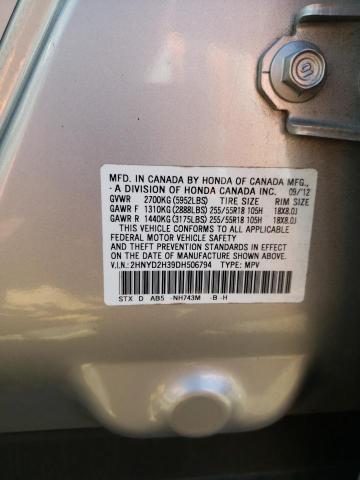 MFD. IN CANADA BY HONDA OF CANADA MFG.,
- A DIVISION OF HONDA CANADA INC. 09/12
GVWR 2700KG (5952LBS) TIRE SIZE RIM SIZE
GAWR F 1310KG (2888LBS) 255/55R18 105H 18X8.0J
GAWR R 1440KG (3175LBS) 255/55R18 105H 18X8.0J
THIS VEHICLE CONFORMS TO ALL APPLICABLE
FEDERAL MOTOR VEHICLE SAFETY
AND THEFT PREVENTION STANDARDS IN EFFECT
ON THE DATE OF MANUFACTURE SHOWN ABOVE.
V.I.N.: 2HNYD2H39DH506794 TYPE: MPV
STX D AB5 -NH743M -B -H